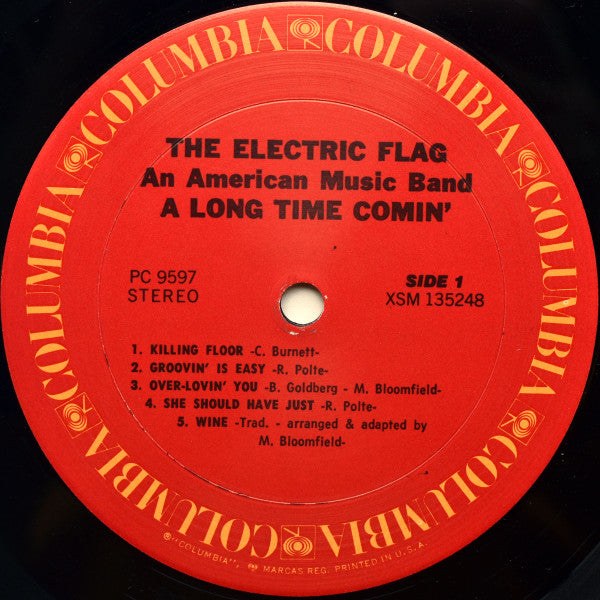 COLUMBIA COLUMBIA COLUMBIA COLUMBIA COLUMBIA COLUMBIA
THE ELECTRIC FLAG
An American Music Band
A LONG TIME COMIN'
PC 9597
STEREO
SIDE 1
XSM 135248
1. KILLING FLOOR -C. Burnett-
2. GROOVIN' IS EASY -R. Polte-
3. OVER-LOVIN' YOU -B. Goldberg - M. Bloomfield-
4. SHE SHOULD HAVE JUST -R. Polte-
5. WINE -Trad. - arranged & adapted by
M. Bloomfield-
®"COLUMBIA", MARCAS REG. PRINTED IN U.S.A.